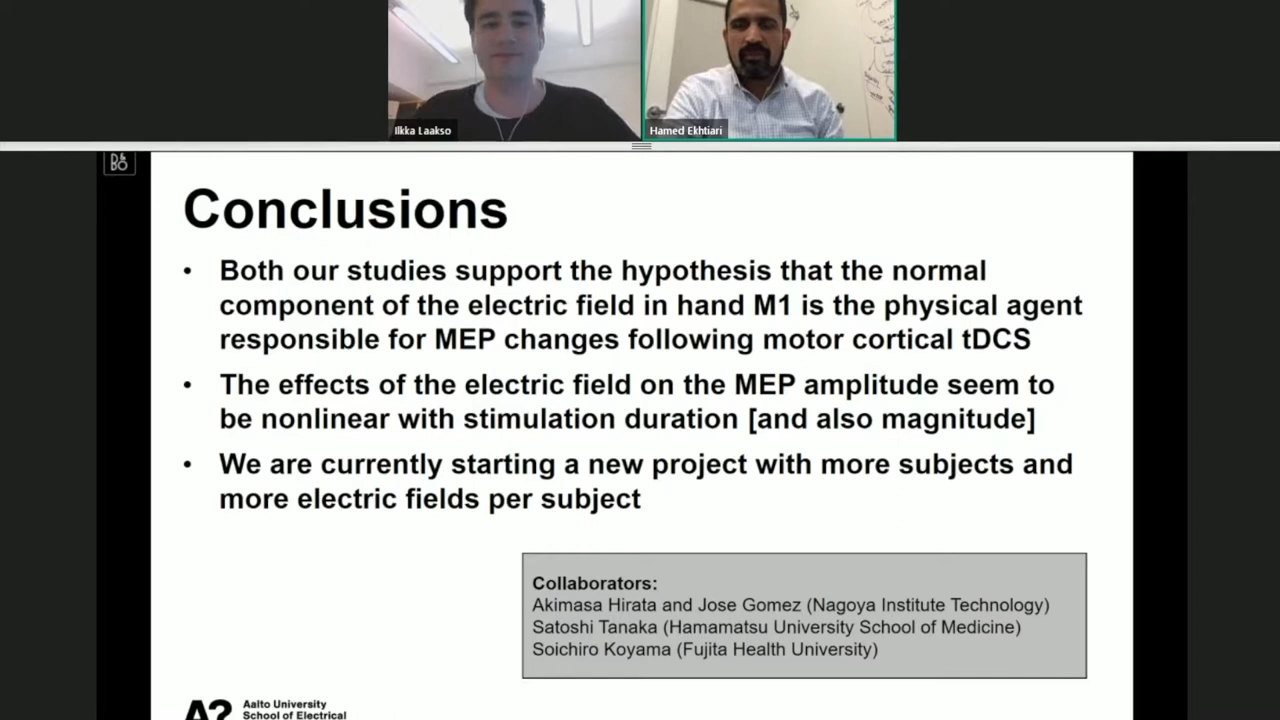 Ilkka Laakso
Hamed Ekhtiari
Conclusions
• Both our studies support the hypothesis that the normal
component of the electric field in hand M1 is the physical agent
responsible for MEP changes following motor cortical tDCS
• The effects of the electric field on the MEP amplitude seem to
be nonlinear with stimulation duration [and also magnitude]
• We are currently starting a new project with more subjects and
more electric fields per subject
Collaborators:
Akimasa Hirata and Jose Gomez (Nagoya Institute Technology)
Satoshi Tanaka (Hamamatsu University School of Medicine)
Soichiro Koyama (Fujita Health University)
A?
Aalto University
School of Electrical